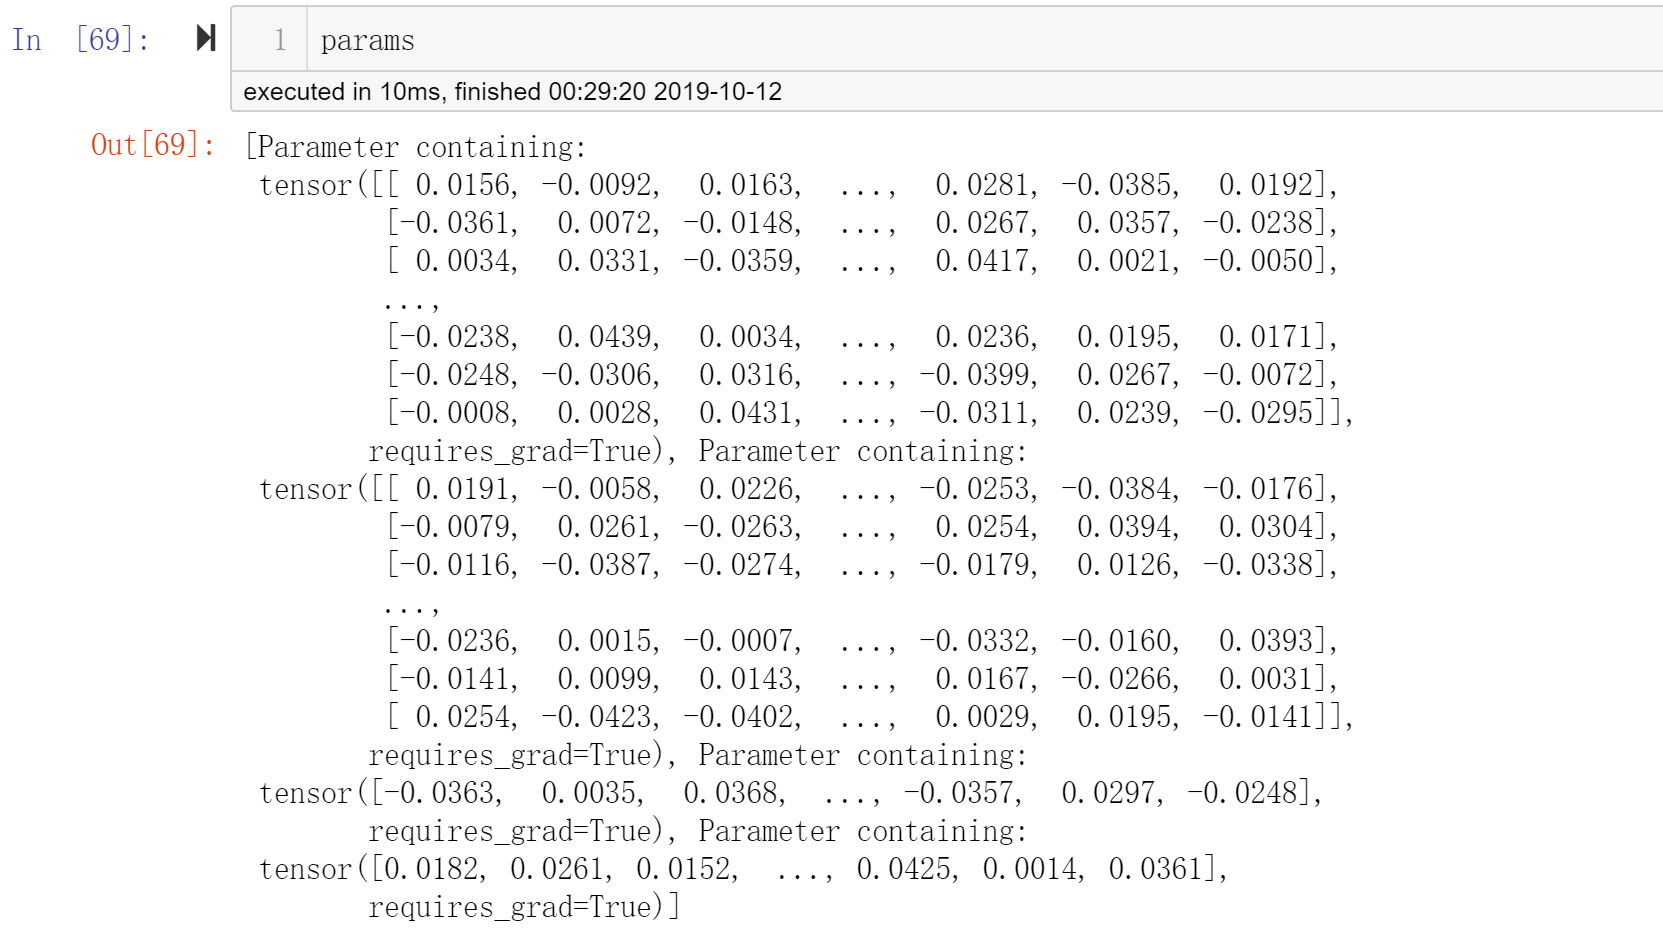 In [69]: 1 params
executed in 10ms, finished 00:29:20 2019-10-12
Out[69]: [Parameter containing:
tensor([[ 0.0156, -0.0092, 0.0163, ..., 0.0281, -0.0385, 0.0192],
[-0.0361, 0.0072, -0.0148, ..., 0.0267, 0.0357, -0.0238],
[ 0.0034, 0.0331, -0.0359, ..., 0.0417, 0.0021, -0.0050],
...,
[-0.0238, 0.0439, 0.0034, ..., 0.0236, 0.0195, 0.0171],
[-0.0248, -0.0306, 0.0316, ..., -0.0399, 0.0267, -0.0072],
[-0.0008, 0.0028, 0.0431, ..., -0.0311, 0.0239, -0.0295]],
requires_grad=True), Parameter containing:
tensor([[ 0.0191, -0.0058, 0.0226, ..., -0.0253, -0.0384, -0.0176],
[-0.0079, 0.0261, -0.0263, ..., 0.0254, 0.0394, 0.0304],
[-0.0116, -0.0387, -0.0274, ..., -0.0179, 0.0126, -0.0338],
...,
[-0.0236, 0.0015, -0.0007, ..., -0.0332, -0.0160, 0.0393],
[-0.0141, 0.0099, 0.0143, ..., 0.0167, -0.0266, 0.0031],
[ 0.0254, -0.0423, -0.0402, ..., 0.0029, 0.0195, -0.0141]],
requires_grad=True), Parameter containing:
tensor([-0.0363, 0.0035, 0.0368, ..., -0.0357, 0.0297, -0.0248],
requires_grad=True), Parameter containing:
tensor([0.0182, 0.0261, 0.0152, ..., 0.0425, 0.0014, 0.0361],
requires_grad=True)]